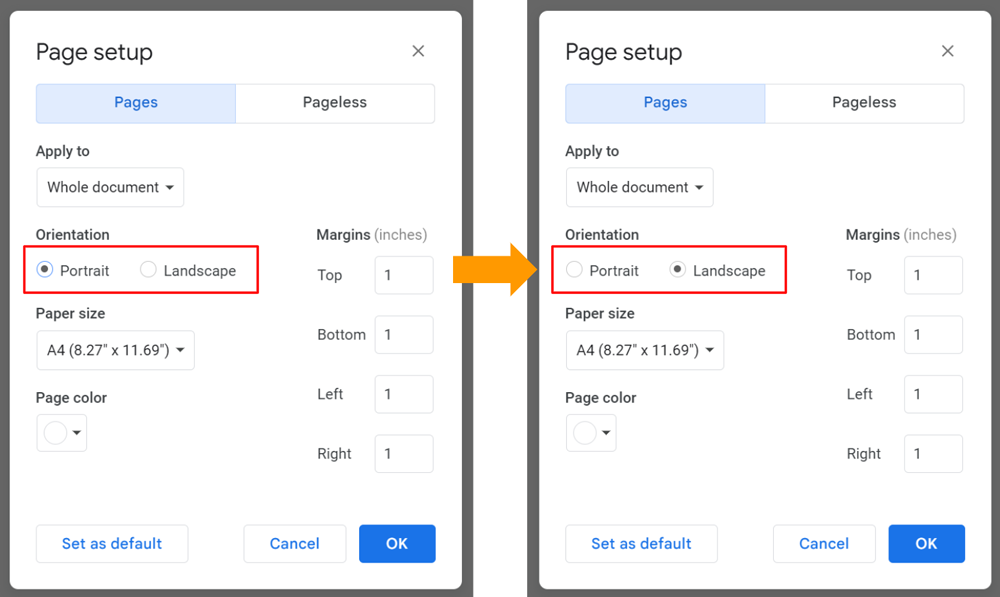 Page setup
Pages Pageless
Apply to
Whole document
Orientation
Portrait Landscape
Paper size
A4 (8.27" x 11.69")
Page color
Margins (inches)
Top 1
Bottom 1
Left 1
Right 1
Set as default Cancel OK
Page setup
Pages Pageless
Apply to
Whole document
Orientation
Portrait Landscape
Paper size
A4 (8.27" x 11.69")
Page color
Margins (inches)
Top 1
Bottom 1
Left 1
Right 1
Set as default Cancel OK